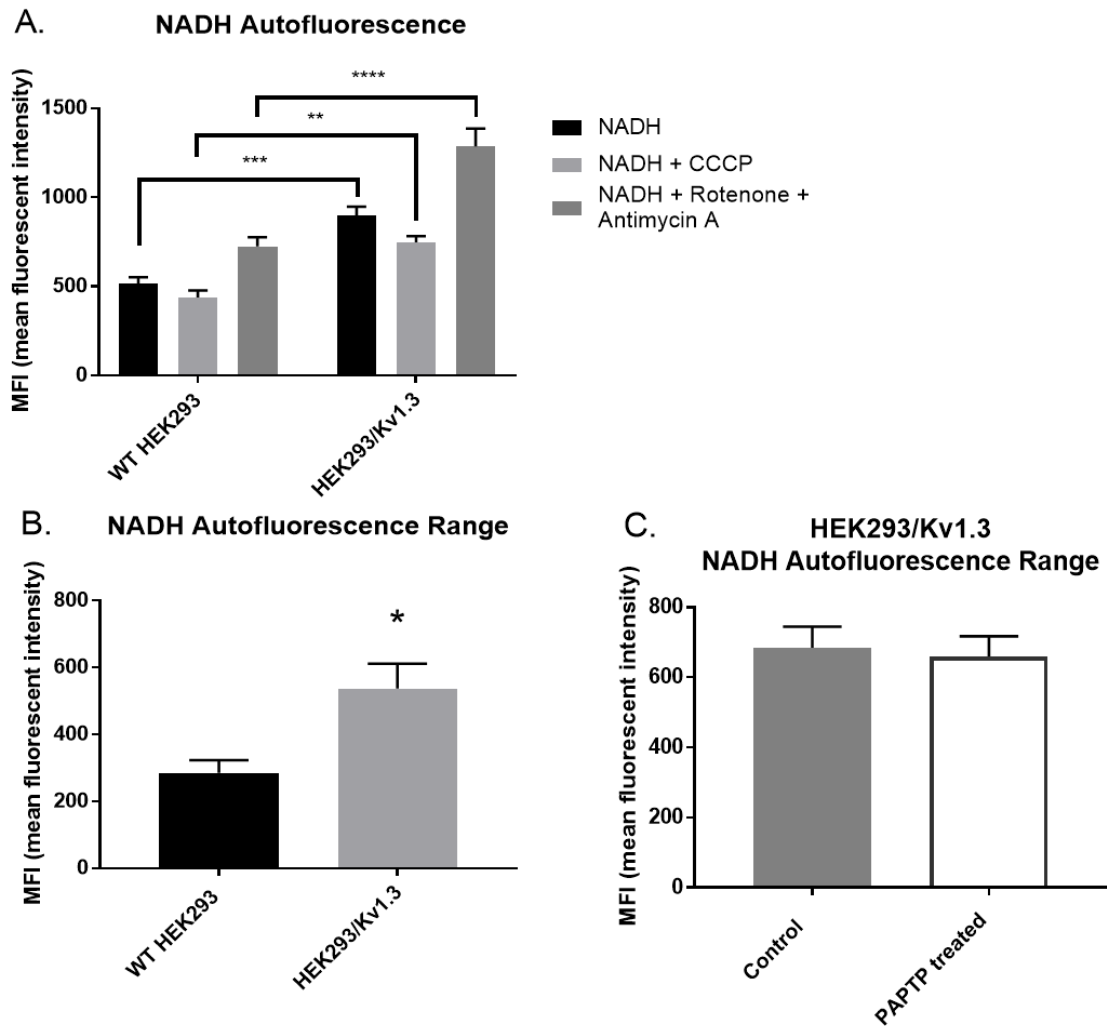 A.
NADH Autofluorescence
MFI (mean fluorescent intensity)
1500
1000
500
0
****
**
***
WT HEK293
HEK293/Kv1.3
NADH
NADH + CCCP
NADH + Rotenone +
Antimycin A
B.
NADH Autofluorescence Range
MFI (mean fluorescent intensity)
800
600
400
200
0
*
WT HEK293
HEK293/Kv1.3
C.
HEK293/Kv1.3
NADH Autofluorescence Range
MFI (mean fluorescent intensity)
800
600
400
200
0
Control
PAPTP treated